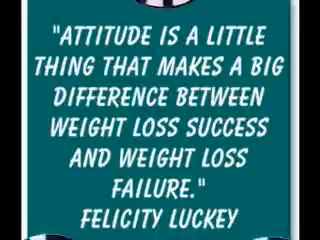 "ATTITUDE IS A LITTLE
THING THAT MAKES A BIG
DIFFERENCE BETWEEN
WEIGHT LOSS SUCCESS
AND WEIGHT LOSS
FAILURE."
FELICITY LUCKEY